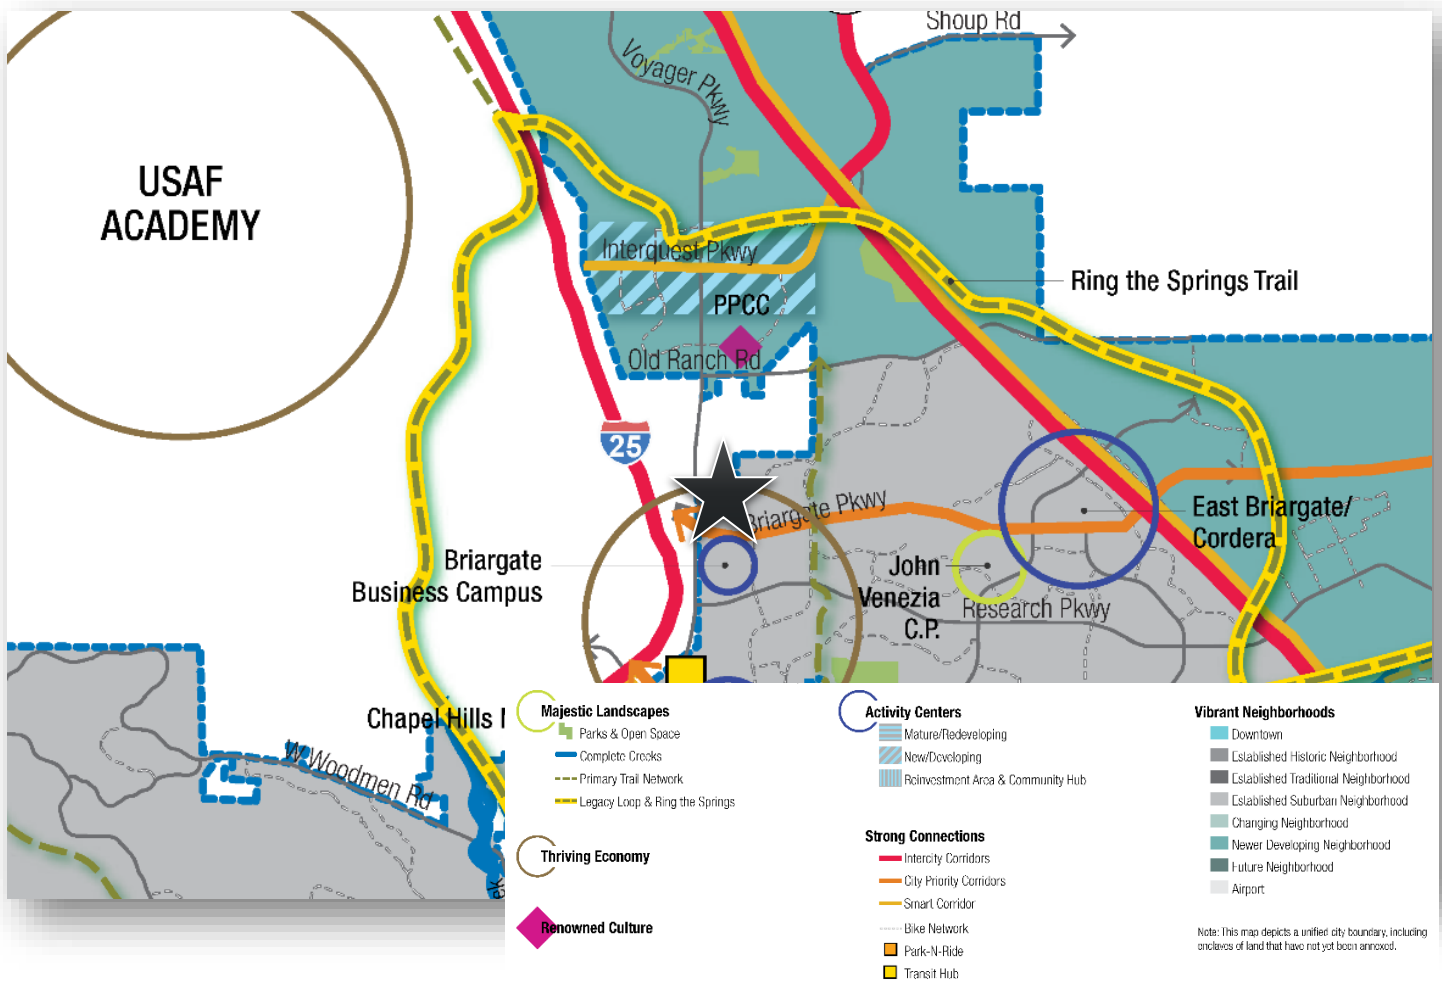 Shoup Rd
Voyager Pkwy
USAF
ACADEMY
Interquest Pkwy
Ring the Springs Trail
PPCC
Old Ranch Rd
25
Briargate Pkwy
East Briargate/
Cordera
Briargate
Business Campus
John
Venezia
C.P.
Research Pkwy
Chapel Hills
W Woodmen Rd
ek
Majestic Landscapes
Parks & Open Space
Complete Creeks
Primary Trail Network
Legacy Loop & Ring the Springs
Thriving Economy
Renowned Culture
Activity Centers
Mature/Redeveloping
New/Developing
Reinvestment Area & Community Hub
Strong Connections
Intercity Corridors
City Priority Corridors
Smart Corridor
Bike Network
Park-N-Ride
Transit Hub
Vibrant Neighborhoods
Downtown
Established Historic Neighborhood
Established Traditional Neighborhood
Established Suburban Neighborhood
Changing Neighborhood
Newer Developing Neighborhood
Future Neighborhood
Airport
Note: This map depicts a unified city boundary, including
enclaves of land that have not yet been annexed.